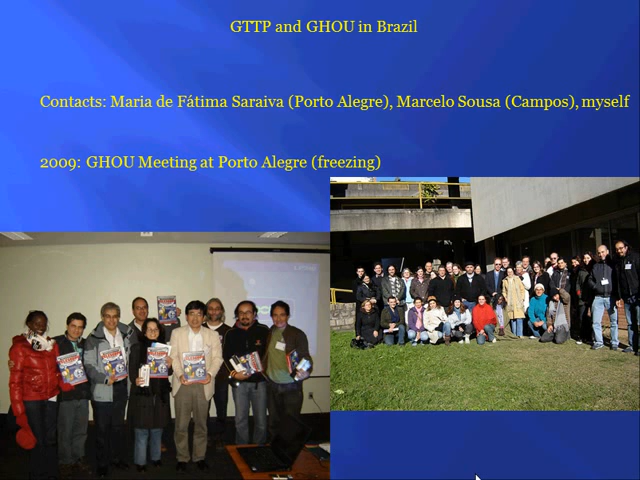 GTTP and GHOU in Brazil
Contacts: Maria de Fátima Saraiva (Porto Alegre), Marcelo Sousa (Campos), myself
2009: GHOU Meeting at Porto Alegre (freezing)